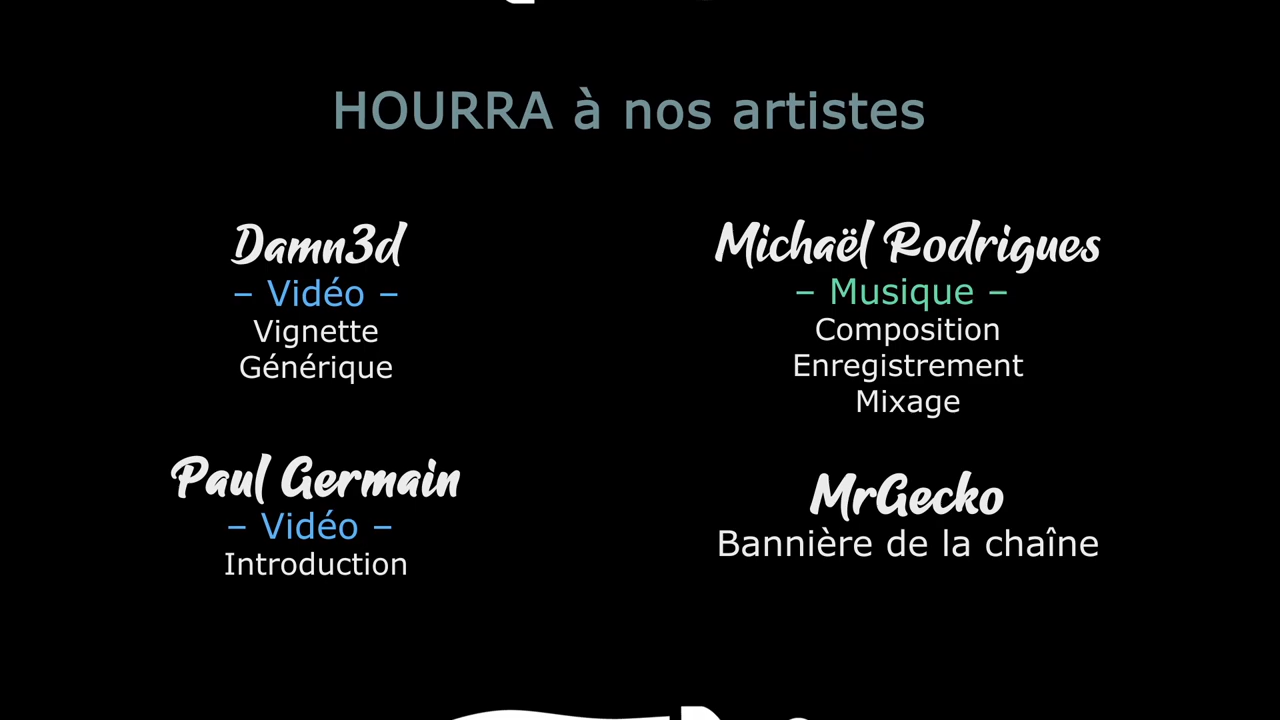 HOURRA à nos artistes
Damn3d
– Vidéo –
Vignette
Générique
Michaël Rodrigues
– Musique –
Composition
Enregistrement
Mixage
Paul Germain
– Vidéo –
Introduction
MrGecko
Bannière de la chaîne